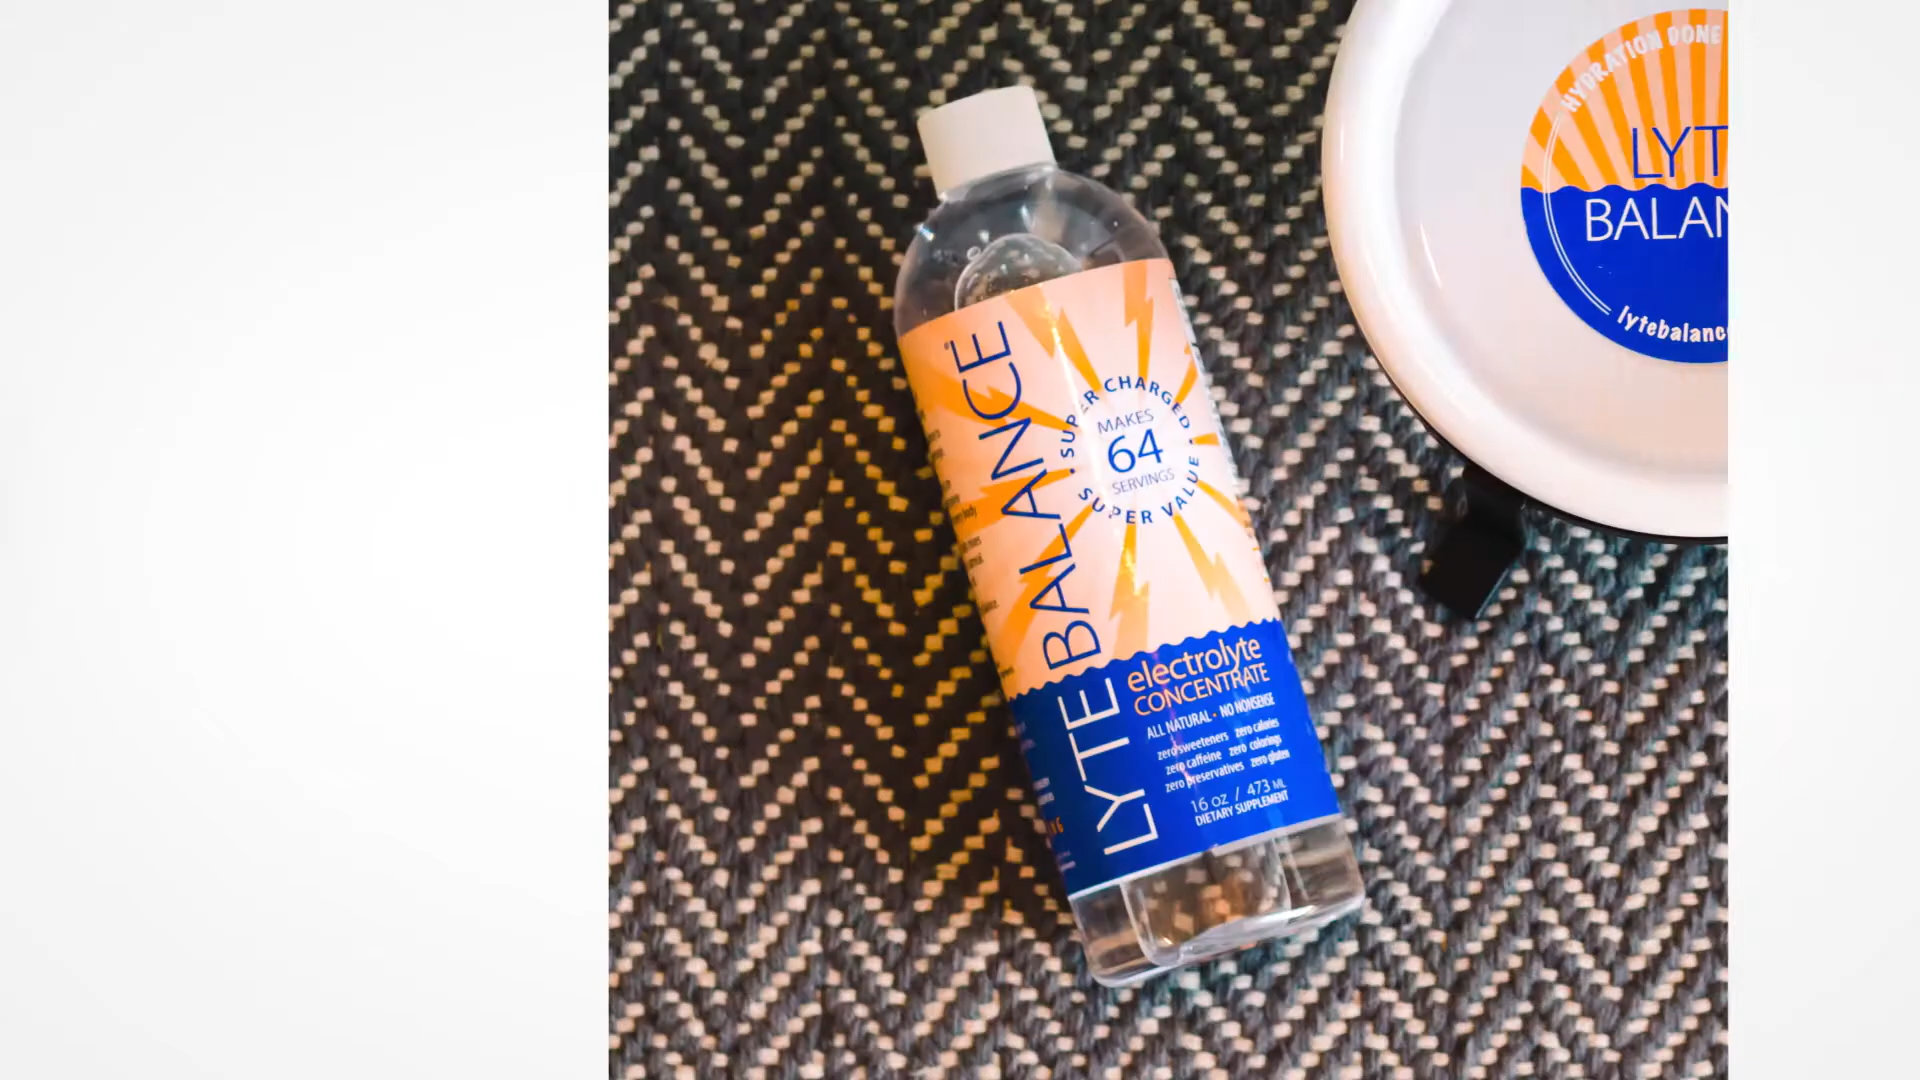 LYTE BALANCE
SUPER CHARGED
MAKES
64
SERVINGS
SUPER VALUE
electrolyte
CONCENTRATE
ALL NATURAL • NO NONSENSE
zero sweeteners zero calories
zero caffeine zero colorings
zero preservatives zero gluten
16 oz / 473 ML
DIETARY SUPPLEMENT
HYDRATION DONE
LYT
BALAN
lytebalanc